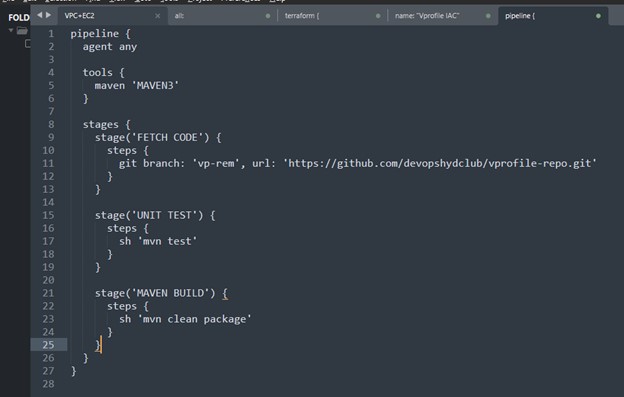 FOLD
VPC+EC2
all:
terraform {
name: "Vprofile IAC"
pipeline {
1 pipeline {
2 agent any
3
4 tools {
5 maven 'MAVEN3'
6 }
7
8 stages {
9 stage('FETCH CODE') {
10 steps {
11 git branch: 'vp-rem', url: 'https://github.com/devopshydclub/vprofile-repo.git'
12 }
13 }
14
15 stage('UNIT TEST') {
16 steps {
17 sh 'mvn test'
18 }
19 }
20
21 stage('MAVEN BUILD') {
22 steps {
23 sh 'mvn clean package'
24 }
25 }
26 }
27 }
28